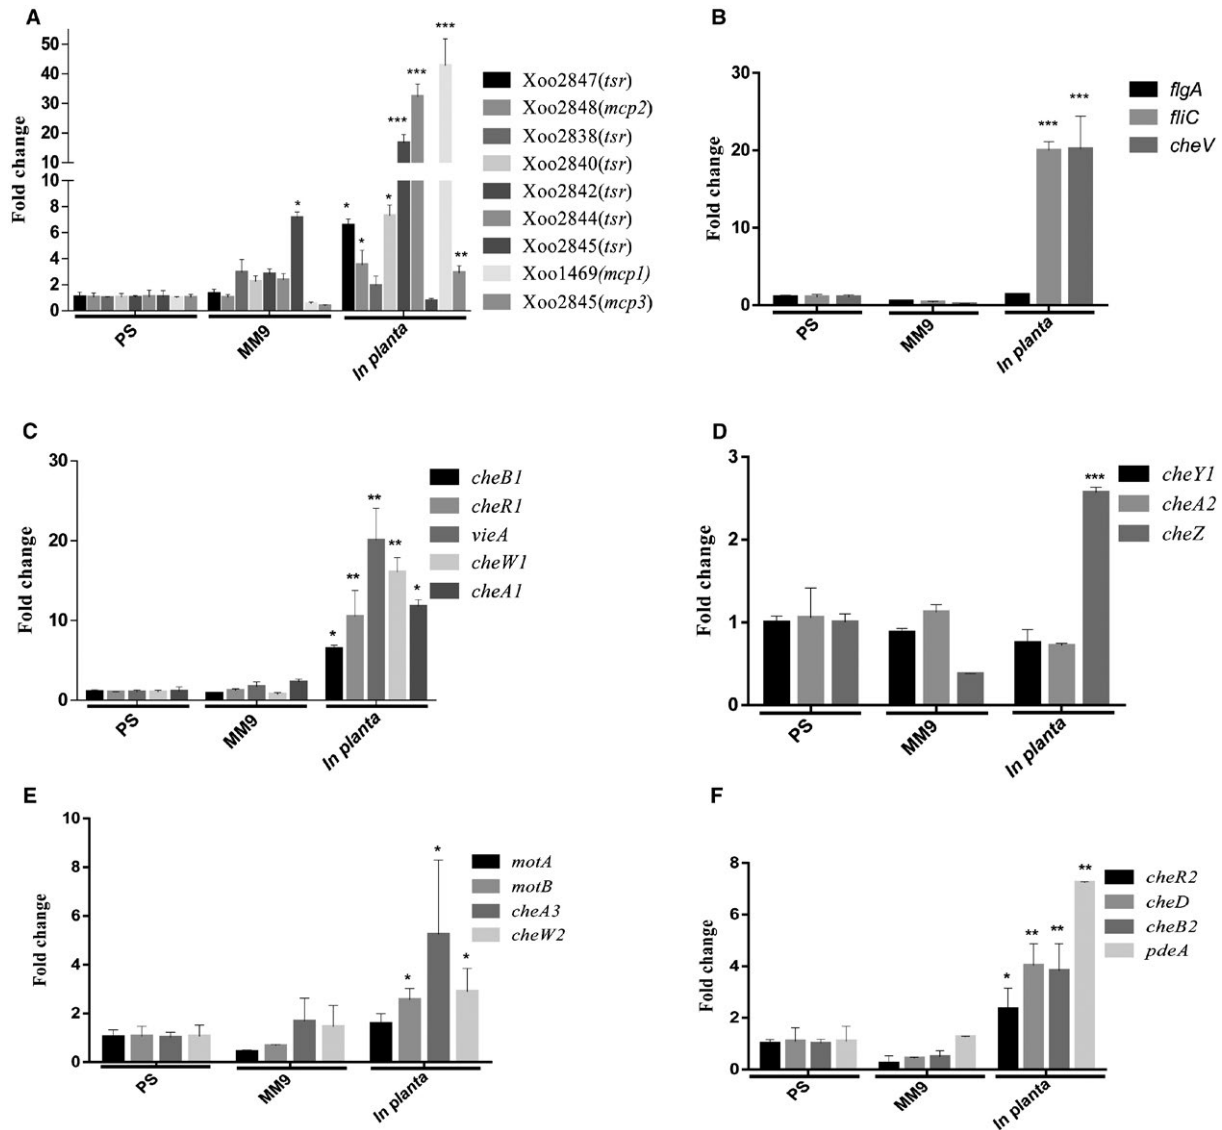 A
Fold change
50
40
30
20
10
10
8
6
4
2
0
*
*
*
*
***
***
***
**
PS
MM9
In planta
Xoo2847(tsr)
Xoo2848(mcp2)
Xoo2838(tsr)
Xoo2840(tsr)
Xoo2842(tsr)
Xoo2844(tsr)
Xoo2845(tsr)
Xoo1469(mcp1)
Xoo2845(mcp3)
B
Fold change
30
20
10
0
***
***
PS
MM9
In planta
flgA
fliC
cheV
C
Fold change
30
20
10
0
*
**
**
**
*
PS
MM9
In planta
cheB1
cheR1
vieA
cheW1
cheA1
D
Fold change
3
2
1
0
***
PS
MM9
In planta
cheY1
cheA2
cheZ
E
Fold change
10
8
6
4
2
0
*
*
*
PS
MM9
In planta
motA
motB
cheA3
cheW2
F
Fold change
8
6
4
2
0
*
**
**
**
PS
MM9
In planta
cheR2
cheD
cheB2
pdeA